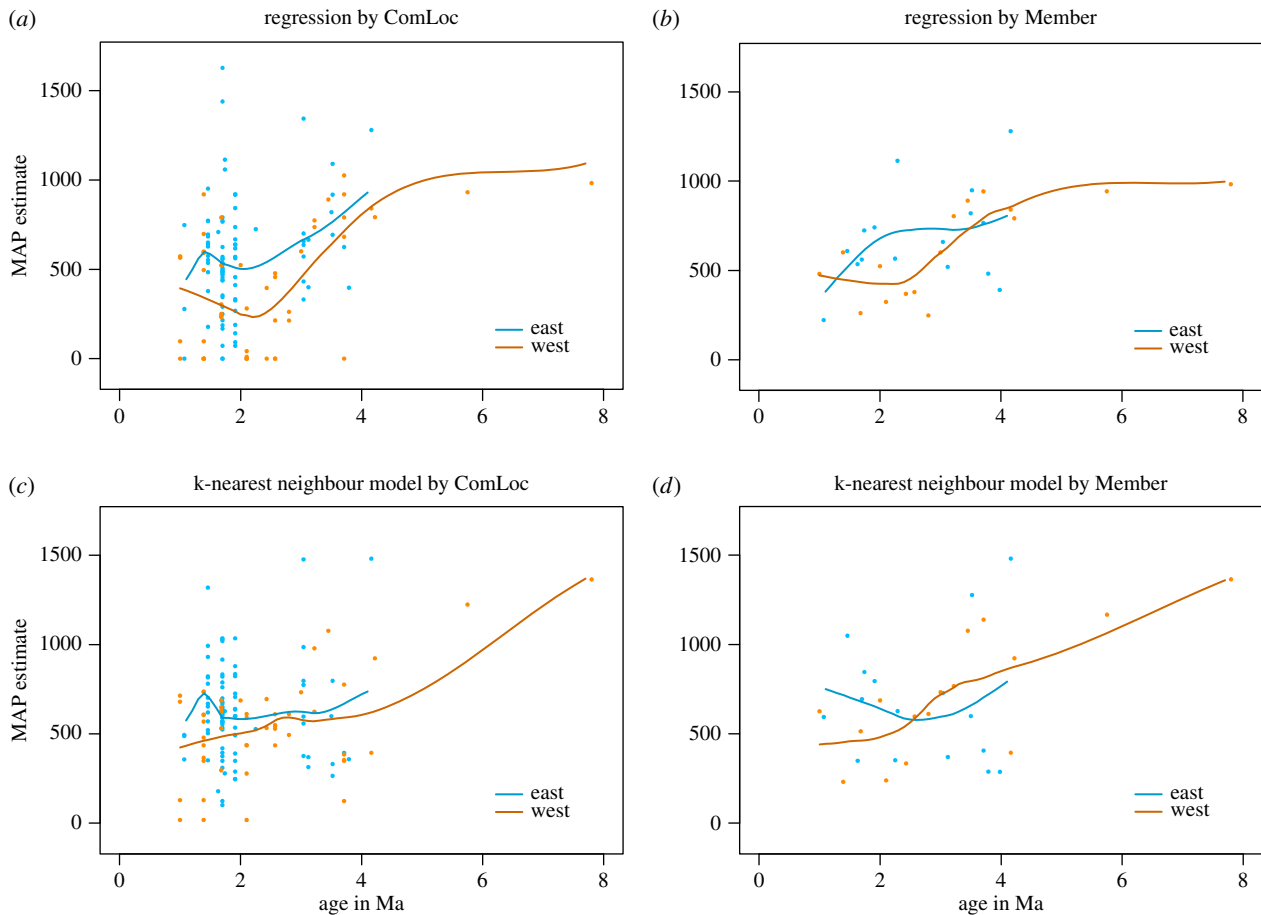 (a) regression by ComLoc
MAP estimate
1500
1000
500
0
0 2 4 6 8
east
west
(b) regression by Member
1500
1000
500
0
0 2 4 6 8
east
west
(c) k-nearest neighbour model by ComLoc
MAP estimate
1500
1000
500
0
0 2 4 6 8
age in Ma
east
west
(d) k-nearest neighbour model by Member
1500
1000
500
0
0 2 4 6 8
age in Ma
east
west